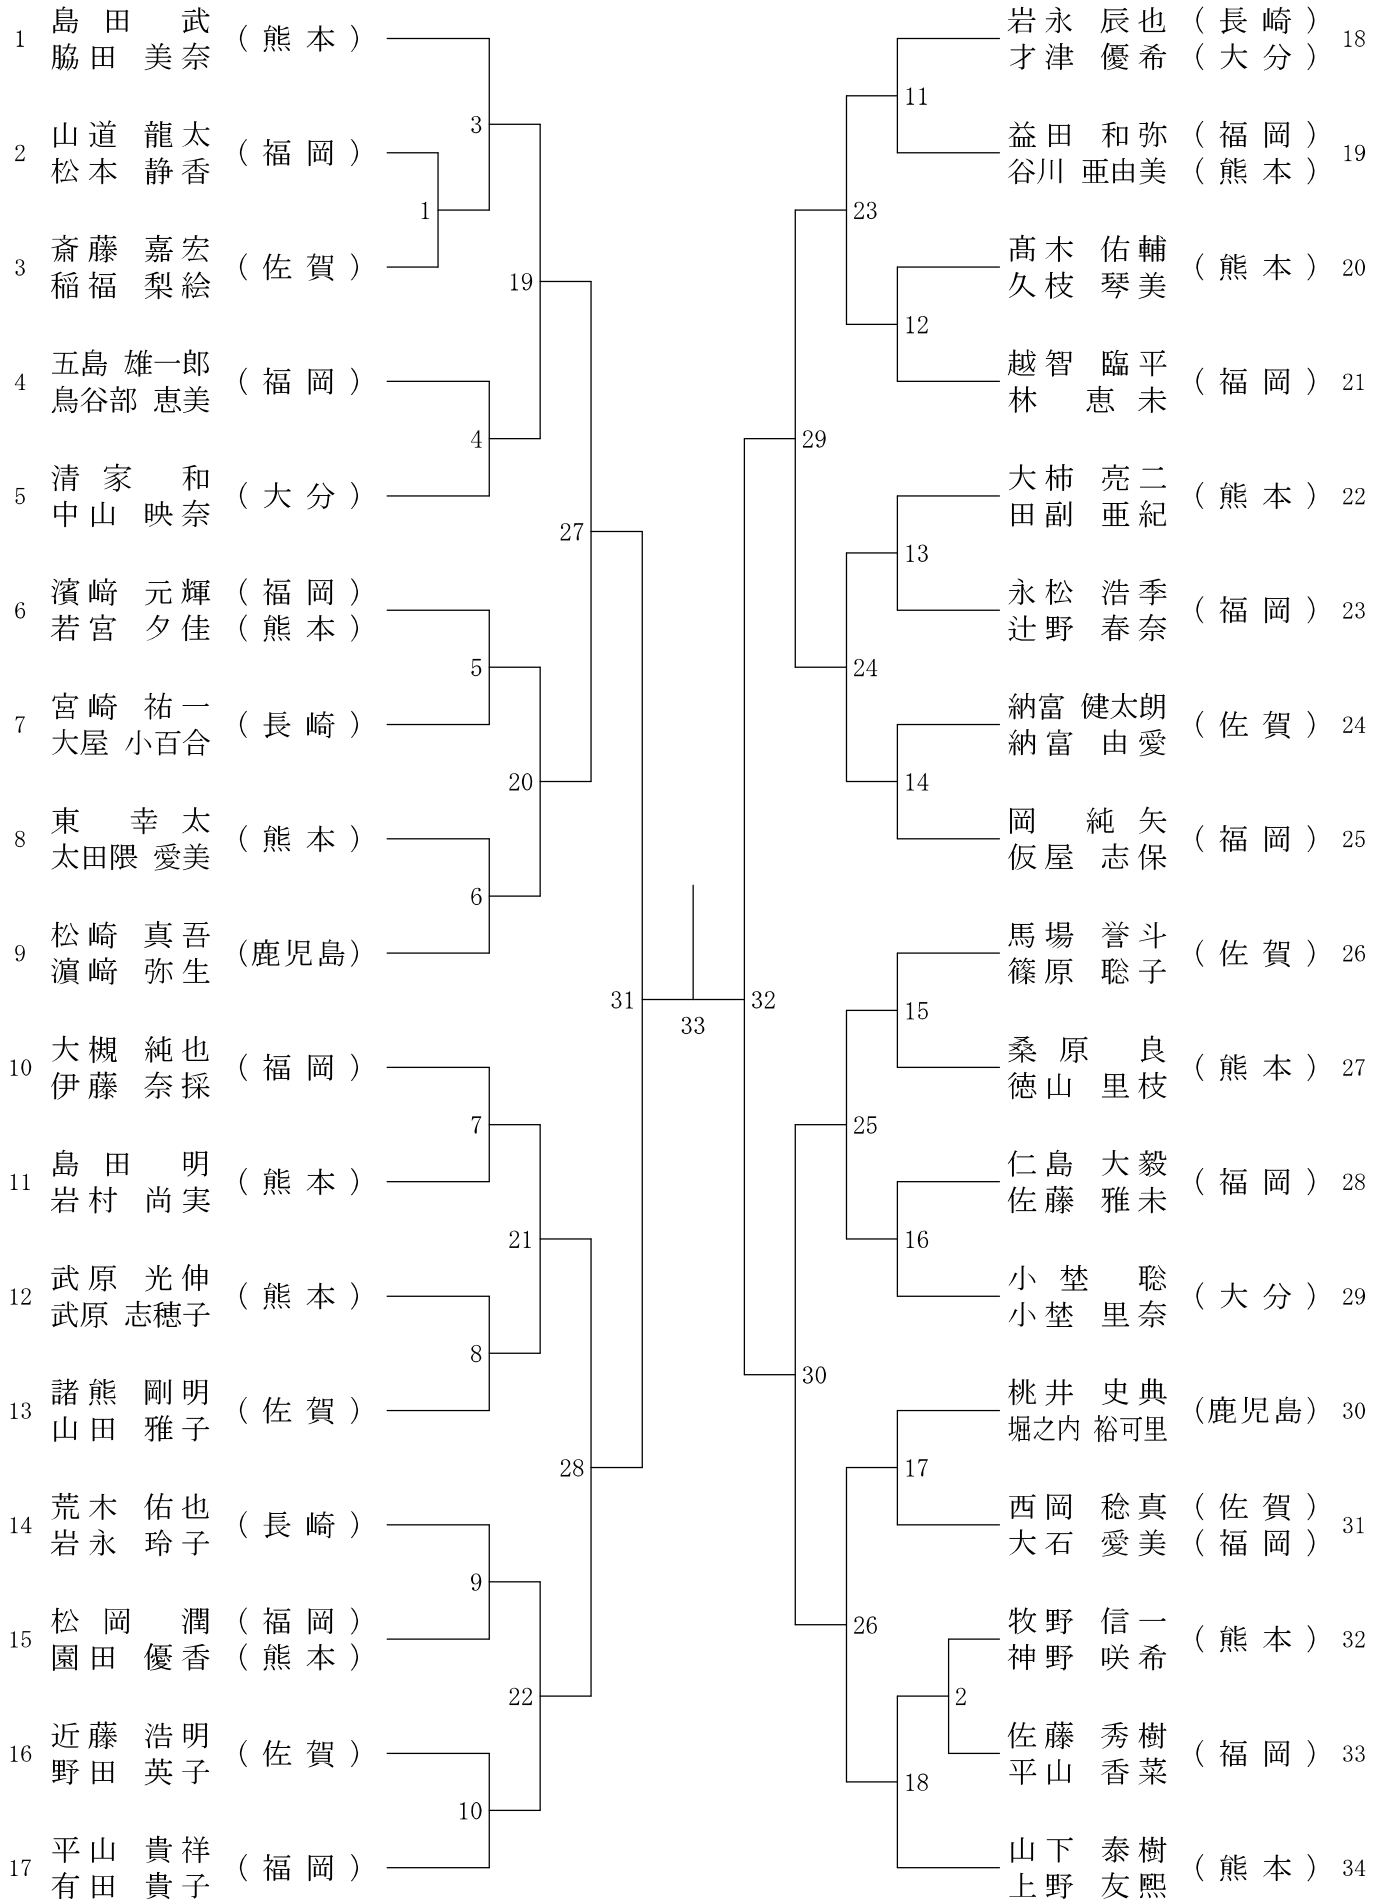 1 島田 武 (熊本)
脇田 美奈
2 山道 龍太 (福岡)
松本 静香
3 斎藤 嘉宏 (佐賀)
稲福 梨絵
4 五島 雄一郎 (福岡)
鳥谷部 恵美
5 清家 和 (大分)
中山 映奈
6 濱﨑 元輝 (福岡)
若宮 夕佳 (熊本)
7 宮崎 祐一 (長崎)
大屋 小百合
8 東 幸太 (熊本)
太田隈 愛美
9 松崎 真吾 (鹿児島)
濵﨑 弥生
10 大槻 純也 (福岡)
伊藤 奈採
11 島田 明 (熊本)
岩村 尚実
12 武原 光伸 (熊本)
武原 志穂子
13 諸熊 剛明 (佐賀)
山田 雅子
14 荒木 佑也 (長崎)
岩永 玲子
15 松岡 潤 (福岡)
園田 優香 (熊本)
16 近藤 浩明 (佐賀)
野田 英子
17 平山 貴祥 (福岡)
有田 貴子
3
1
19
4
27
5
20
6
31
33
7
21
8
28
9
22
10
32
11
23
12
29
13
24
14
15
25
16
30
17
26
2
18
岩永 辰也 (長崎) 18
才津 優希 (大分)
益田 和弥 (福岡) 19
谷川 亜由美 (熊本)
髙木 佑輔 (熊本) 20
久枝 琴美
越智 臨平 (福岡) 21
林 恵未
大柿 亮二 (熊本) 22
田副 亜紀
永松 浩季 (福岡) 23
辻野 春奈
納富 健太朗 (佐賀) 24
納富 由愛
岡 純矢 (福岡) 25
仮屋 志保
馬場 誉斗 (佐賀) 26
篠原 聡子
桑原 良 (熊本) 27
徳山 里枝
仁島 大毅 (福岡) 28
佐藤 雅未
小埜 聡 (大分) 29
小埜 里奈
桃井 史典 (鹿児島) 30
堀之内 裕可里
西岡 稔真 (佐賀) 31
大石 愛美 (福岡)
牧野 信一 (熊本) 32
神野 咲希
佐藤 秀樹 (福岡) 33
平山 香菜
山下 泰樹 (熊本) 34
上野 友熙